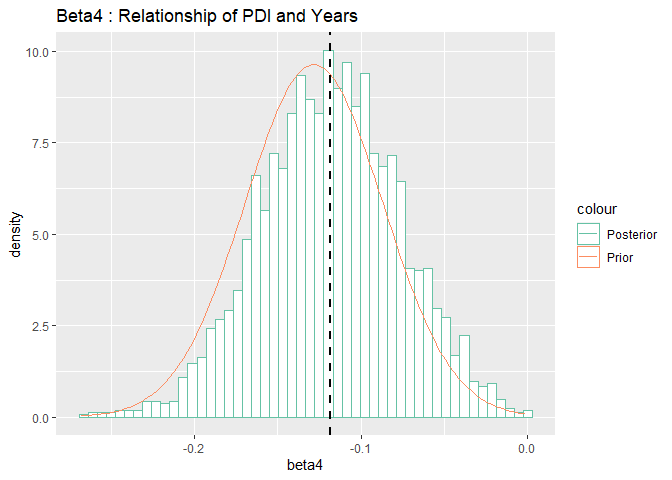 Beta4 : Relationship of PDI and Years
10.0
7.5
5.0
2.5
0.0
density
-0.2
-0.1
0.0
beta4
colour
Posterior
Prior